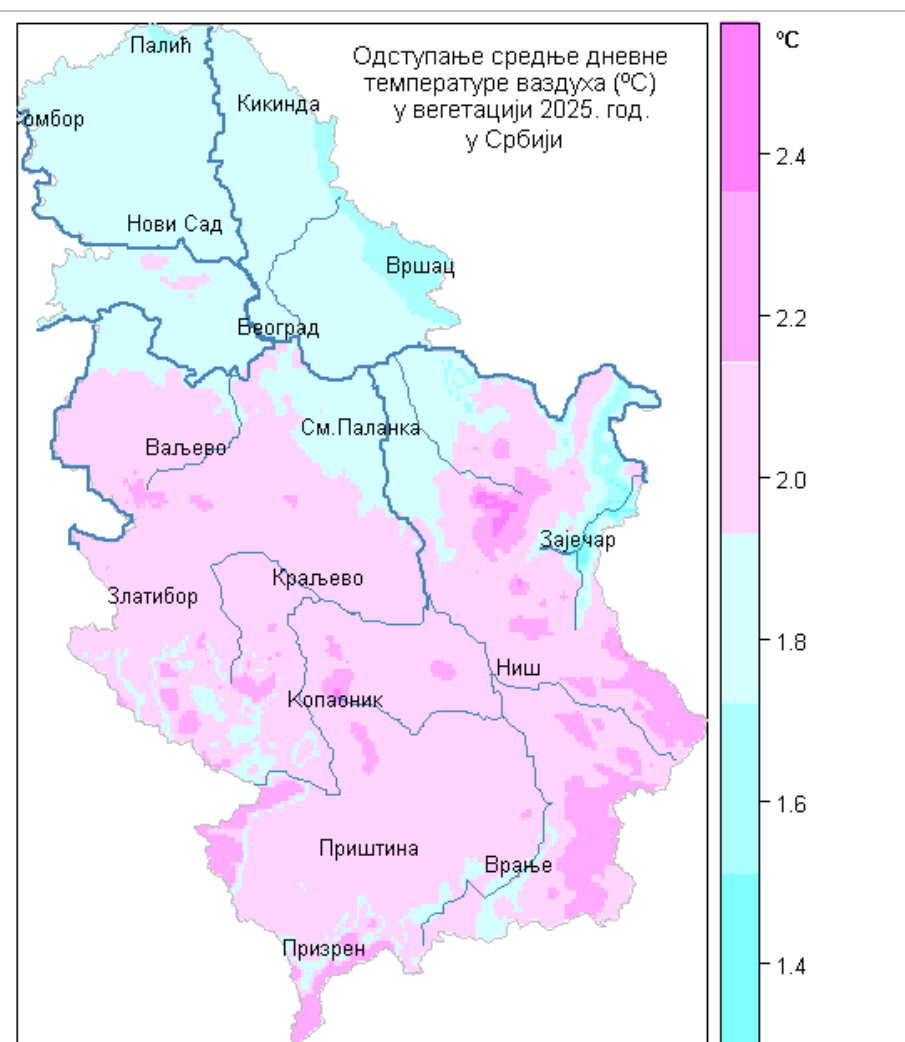 Одступање средње дневне
температуре ваздуха (ºC)
у вегетацији 2025. год.
у Србији
ºC
Палић
Кикинда
омбор
Нови Сад
Вршац
Београд
См.Паланка
Ваљево
Зајечар
Краљево
Златибор
Ниш
Копаоник
Приштина
Врање
Призрен
2.4
2.2
2.0
1.8
1.6
1.4